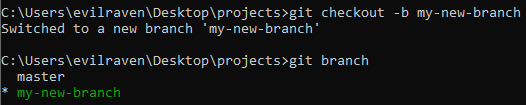 C:\Users\evilraven\Desktop\projects>git checkout -b my-new-branch
Switched to a new branch 'my-new-branch'
C:\Users\evilraven\Desktop\projects>git branch
master
* my-new-branch